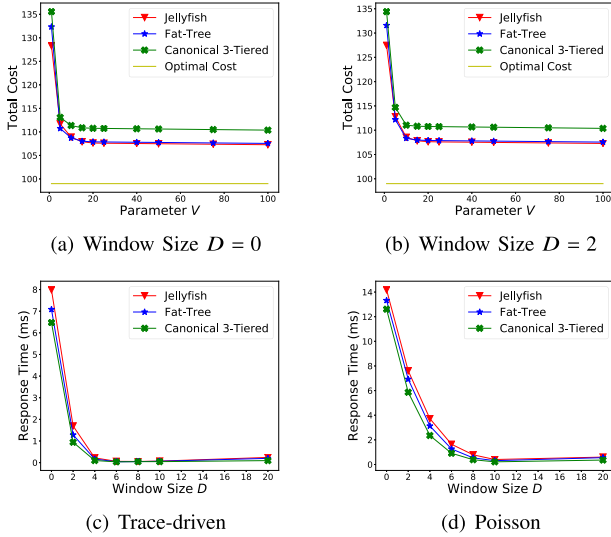 Total Cost
135
130
125
120
115
110
105
100
Jellyfish
Fat-Tree
Canonical 3-Tiered
Optimal Cost
0 20 40 60 80 100
Parameter V
(a) Window Size D = 0
Total Cost
135
130
125
120
115
110
105
100
Jellyfish
Fat-Tree
Canonical 3-Tiered
Optimal Cost
0 20 40 60 80 100
Parameter V
(b) Window Size D = 2
Response Time (ms)
8
7
6
5
4
3
2
1
0
Jellyfish
Fat-Tree
Canonical 3-Tiered
0 2 4 6 8 10 12 14 16 18 20
Window Size D
(c) Trace-driven
Response Time (ms)
14
12
10
8
6
4
2
0
Jellyfish
Fat-Tree
Canonical 3-Tiered
0 2 4 6 8 10 12 14 16 18 20
Window Size D
(d) Poisson